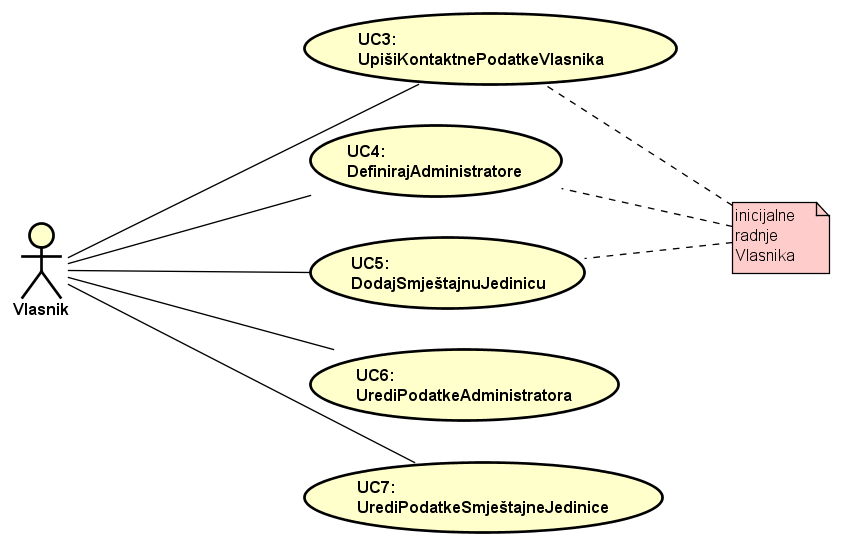 UC3:
UpišiKontaktnePodatkeVlasnika
UC4:
DefinirajAdministratore
inicijalne
radnje
Vlasnika
UC5:
DodajSmještajnuJedinicu
Vlasnik
UC6:
UrediPodatkeAdministratora
UC7:
UrediPodatkeSmještajneJedinice